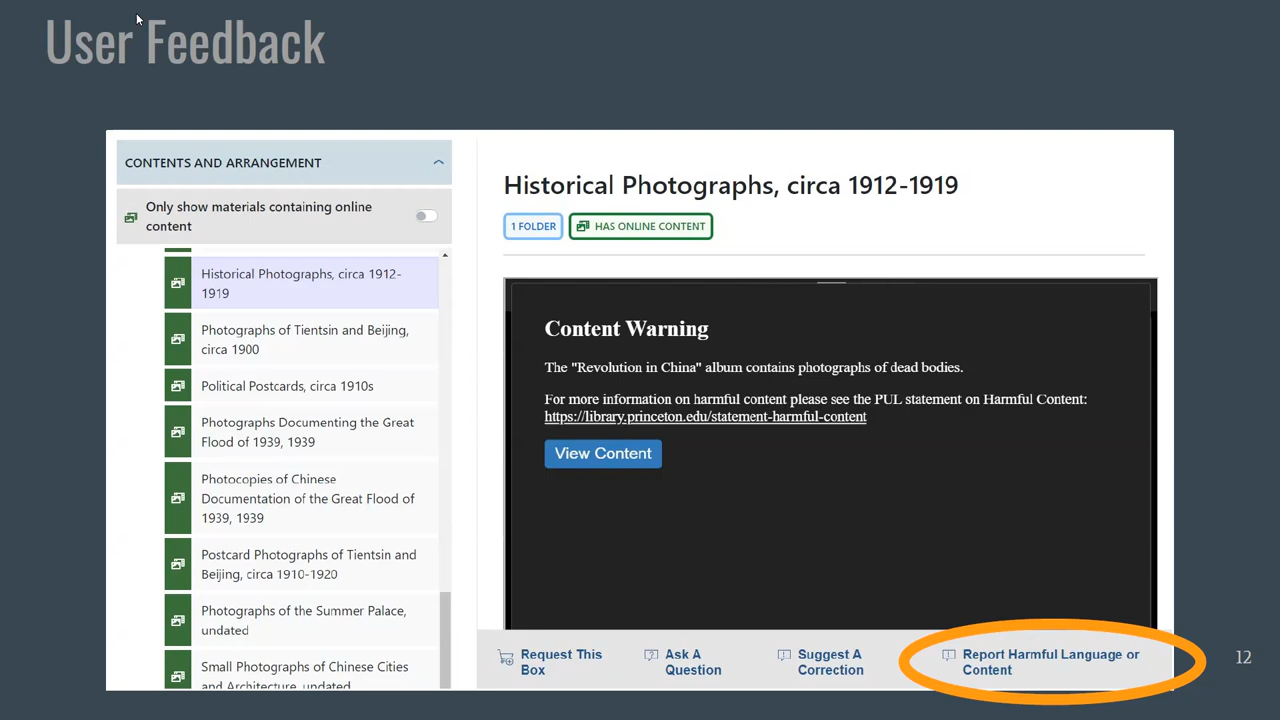 User Feedback
CONTENTS AND ARRANGEMENT
Only show materials containing online
content
Historical Photographs, circa 1912-
1919
Photographs of Tientsin and Beijing,
circa 1900
Political Postcards, circa 1910s
Photographs Documenting the Great
Flood of 1939, 1939
Photocopies of Chinese
Documentation of the Great Flood of
1939, 1939
Postcard Photographs of Tientsin and
Beijing, circa 1910-1920
Photographs of the Summer Palace,
undated
Small Photographs of Chinese Cities
and Architecture, undated
Historical Photographs, circa 1912-1919
1 FOLDER
HAS ONLINE CONTENT
Content Warning
The "Revolution in China" album contains photographs of dead bodies.
For more information on harmful content please see the PUL statement on Harmful Content:
https://library.princeton.edu/statement-harmful-content
View Content
Request This
Box
Ask A
Question
Suggest A
Correction
Report Harmful Language or
Content
12